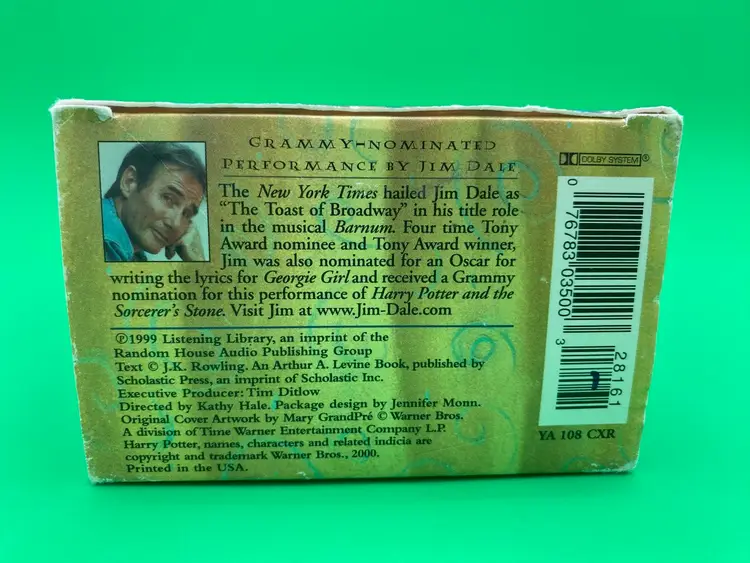 GRAMMY-NOMINATED
PERFORMANCE BY JIM DALE
The New York Times hailed Jim Dale as
"The Toast of Broadway" in his title role
in the musical Barnum. Four time Tony
Award nominee and Tony Award winner,
Jim was also nominated for an Oscar for
writing the lyrics for Georgie Girl and received a Grammy
nomination for this performance of Harry Potter and the
Sorcerer's Stone. Visit Jim at www.Jim-Dale.com
℗1999 Listening Library, an imprint of the
Random House Audio Publishing Group
Text © J.K. Rowling. An Arthur A. Levine Book, published by
Scholastic Press, an imprint of Scholastic Inc.
Executive Producer: Tim Ditlow
Directed by Kathy Hale. Package design by Jennifer Monn.
Original Cover Artwork by Mary GrandPré © Warner Bros.
A division of Time Warner Entertainment Company L.P.
Harry Potter, names, characters and related indicia are
copyright and trademark Warner Bros., 2000.
Printed in the USA.
DOLBY SYSTEM®
0 76783 03500 3
28161
YA 108 CXR